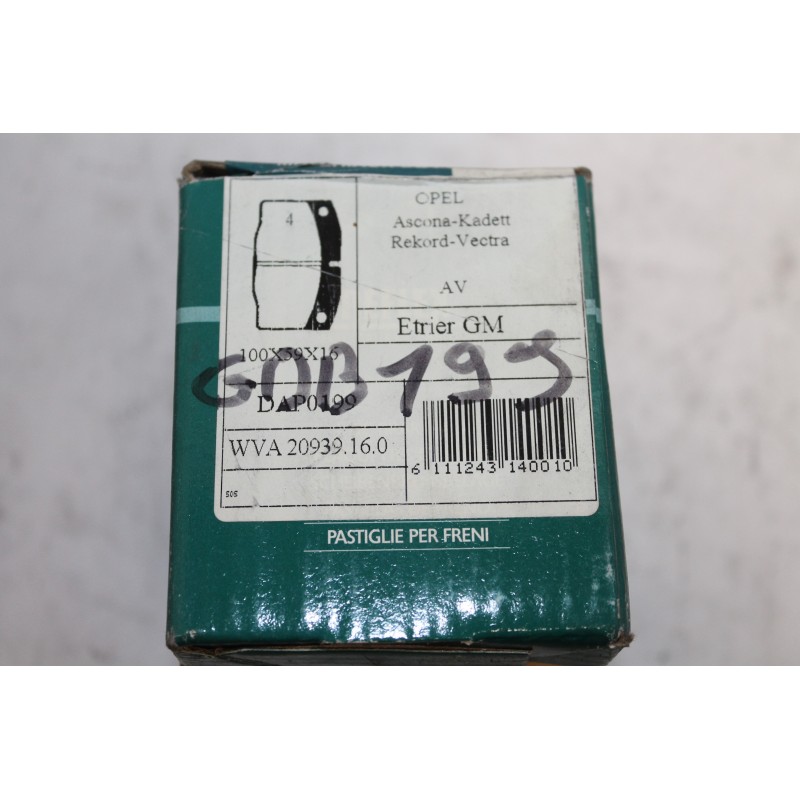 4
OPEL
Ascona-Kadett
Rekord-Vectra
AV
Etrier GM
100X59X16
GDB199
DAP0199
WVA 20939.16.0
6 111243 140010
505
PASTIGLIE PER FRENI